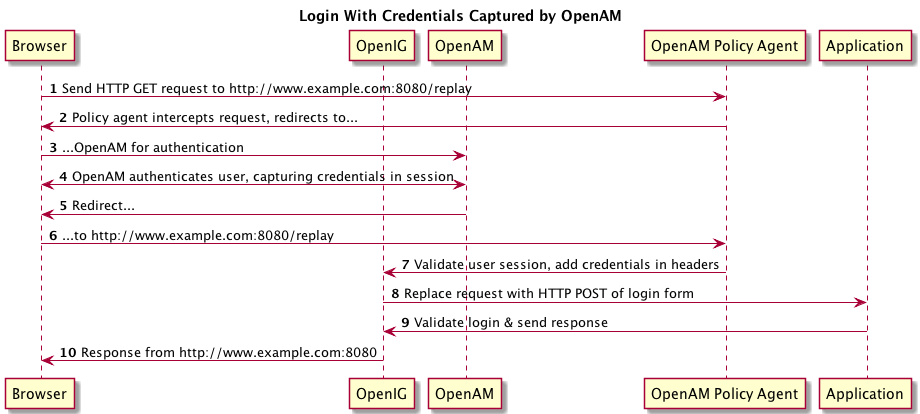 Login With Credentials Captured by OpenAM
Browser OpenIG OpenAM OpenAM Policy Agent Application
1 Send HTTP GET request to http://www.example.com:8080/replay
2 Policy agent intercepts request, redirects to...
3 ...OpenAM for authentication
4 OpenAM authenticates user, capturing credentials in session
5 Redirect...
6 ...to http://www.example.com:8080/replay
7 Validate user session, add credentials in headers
8 Replace request with HTTP POST of login form
9 Validate login & send response
10 Response from http://www.example.com:8080
Browser OpenIG OpenAM OpenAM Policy Agent Application